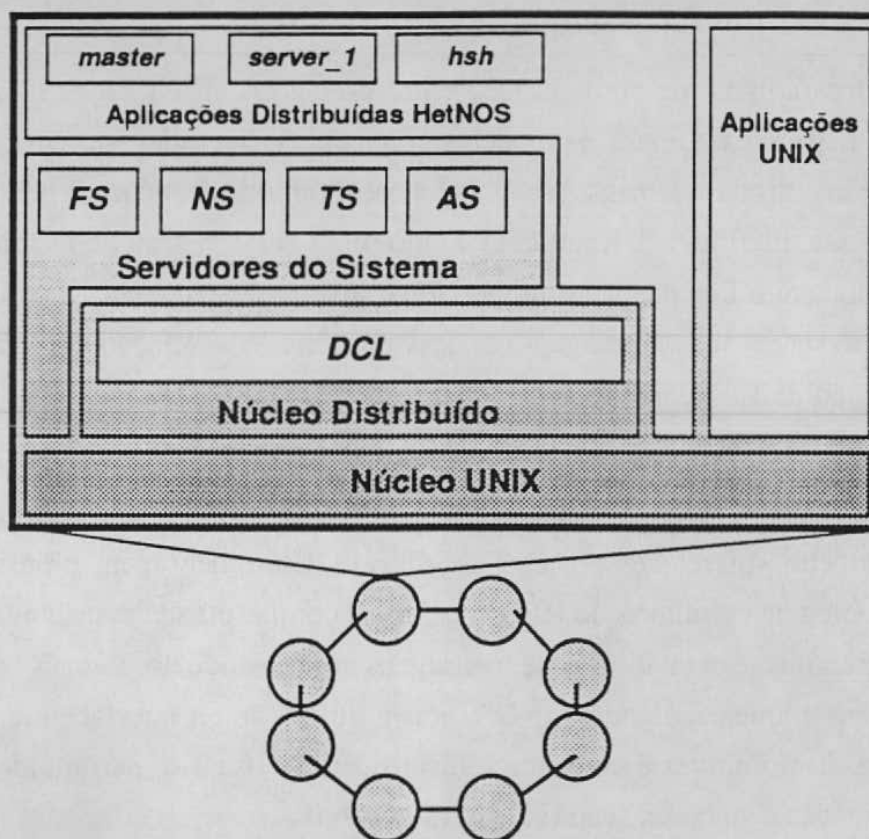 master server_1 hsh
Aplicações Distribuídas HetNOS
Aplicações
UNIX
FS NS TS AS
Servidores do Sistema
DCL
Núcleo Distribuído
Núcleo UNIX